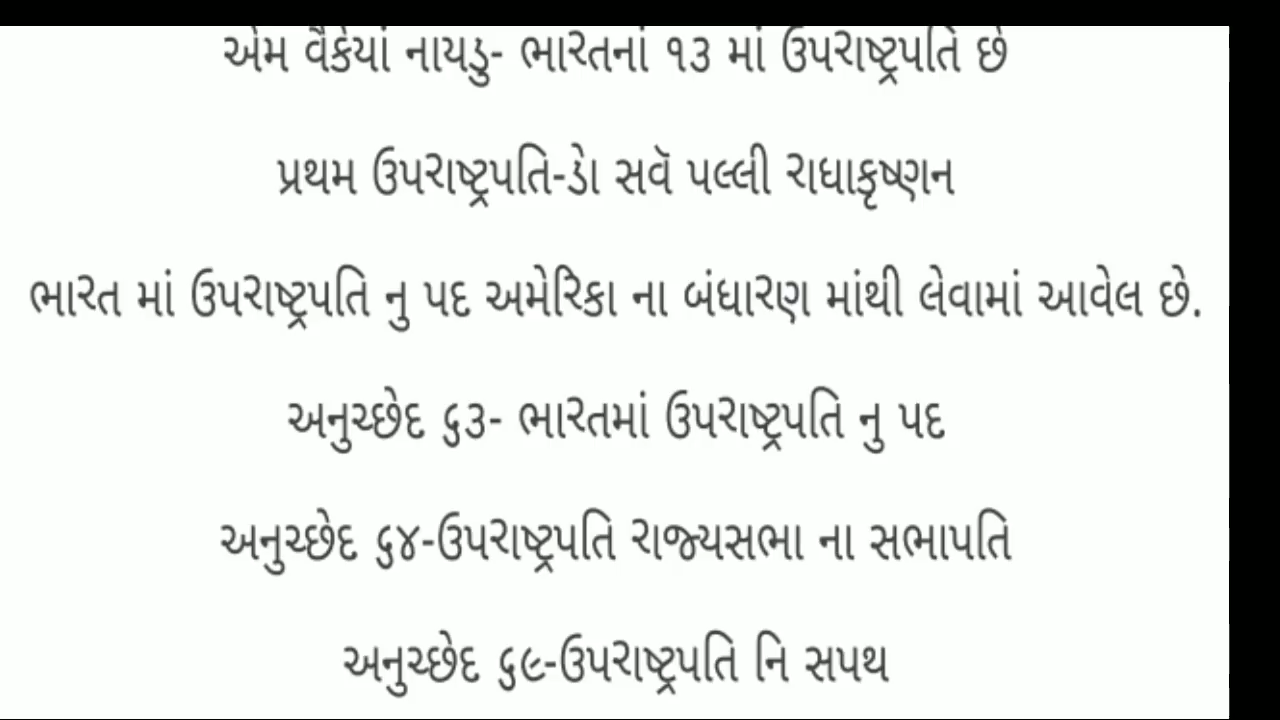 એમ વૈકેયાં નાયડુ- ભારતનાં ૧૩ માં ઉપરાષ્ટ્રપતિ છે
પ્રથમ ઉપરાષ્ટ્રપતિ-ડેા સવૅ પલ્લી રાધાકૃષ્ણન
ભારત માં ઉપરાષ્ટ્રપતિ નુ પદ અમેરિકા ના બંધારણ માંથી લેવામાં આવેલ છે.
અનુચ્છેદ ૬૩- ભારતમાં ઉપરાષ્ટ્રપતિ નુ પદ
અનુચ્છેદ ૬૪-ઉપરાષ્ટ્રપતિ રાજ્યસભા ના સભાપતિ
અનુચ્છેદ ૬૯-ઉપરાષ્ટ્રપતિ નિ સપથ